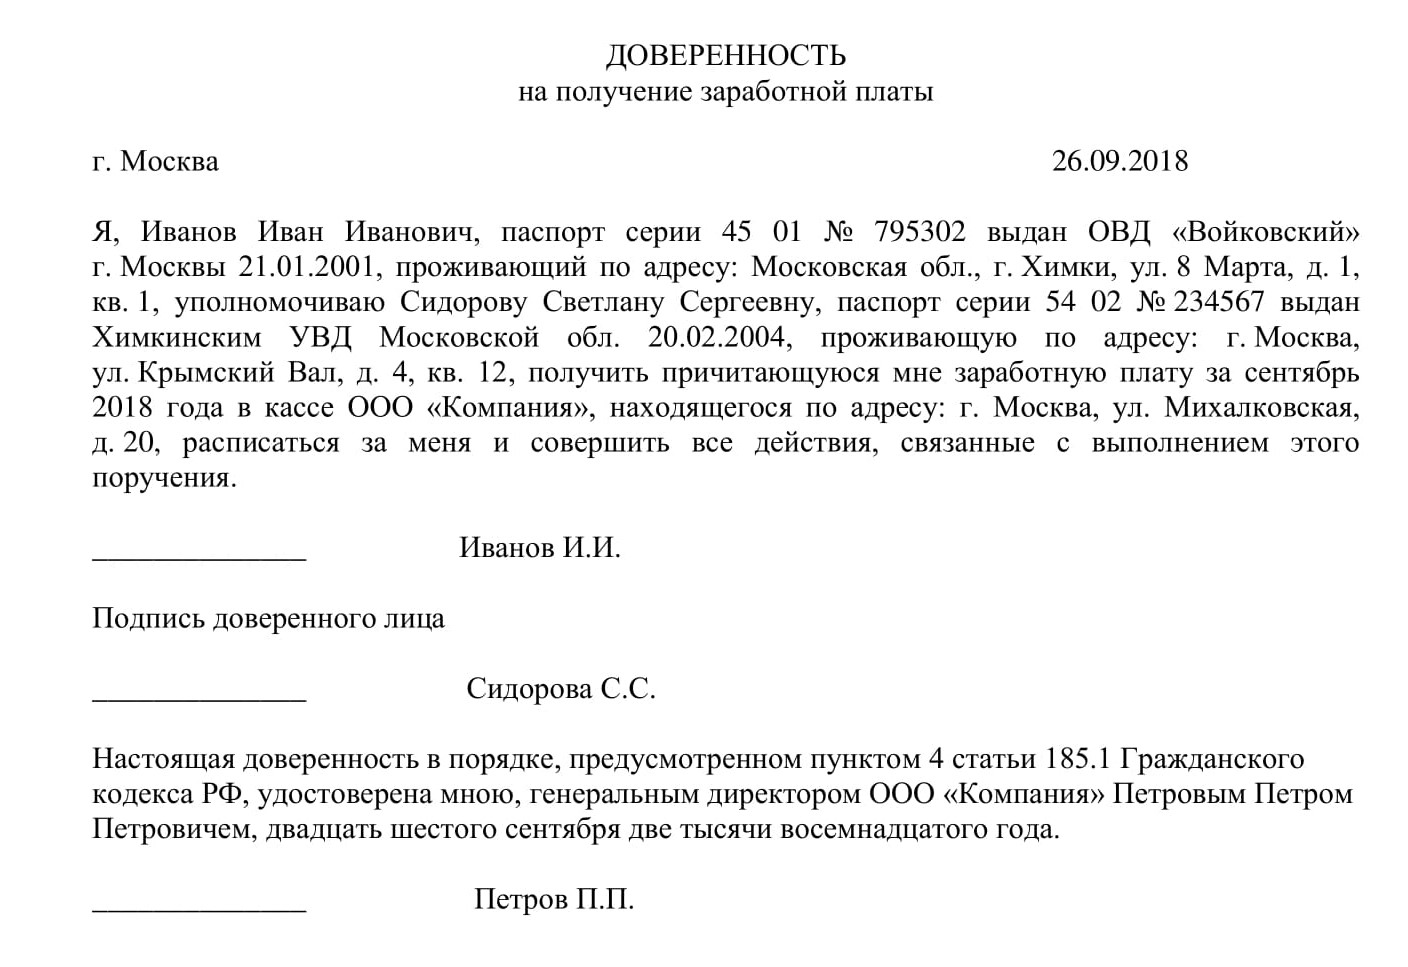 ДОВЕРЕННОСТЬ
на получение заработной платы
г. Москва 26.09.2018
Я, Иванов Иван Иванович, паспорт серии 45 01 № 795302 выдан ОВД «Войковский»
г. Москвы 21.01.2001, проживающий по адресу: Московская обл., г. Химки, ул. 8 Марта, д. 1,
кв. 1, уполномочиваю Сидорову Светлану Сергеевну, паспорт серии 54 02 № 234567 выдан
Химкинским УВД Московской обл. 20.02.2004, проживающую по адресу: г. Москва,
ул. Крымский Вал, д. 4, кв. 12, получить причитающуюся мне заработную плату за сентябрь
2018 года в кассе ООО «Компания», находящегося по адресу: г. Москва, ул. Михалковская,
д. 20, расписаться за меня и совершить все действия, связанные с выполнением этого
поручения.
______________ Иванов И.И.
Подпись доверенного лица
______________ Сидорова С.С.
Настоящая доверенность в порядке, предусмотренном пунктом 4 статьи 185.1 Гражданского
кодекса РФ, удостоверена мною, генеральным директором ООО «Компания» Петровым Петром
Петровичем, двадцать шестого сентября две тысячи восемнадцатого года.
______________ Петров П.П.